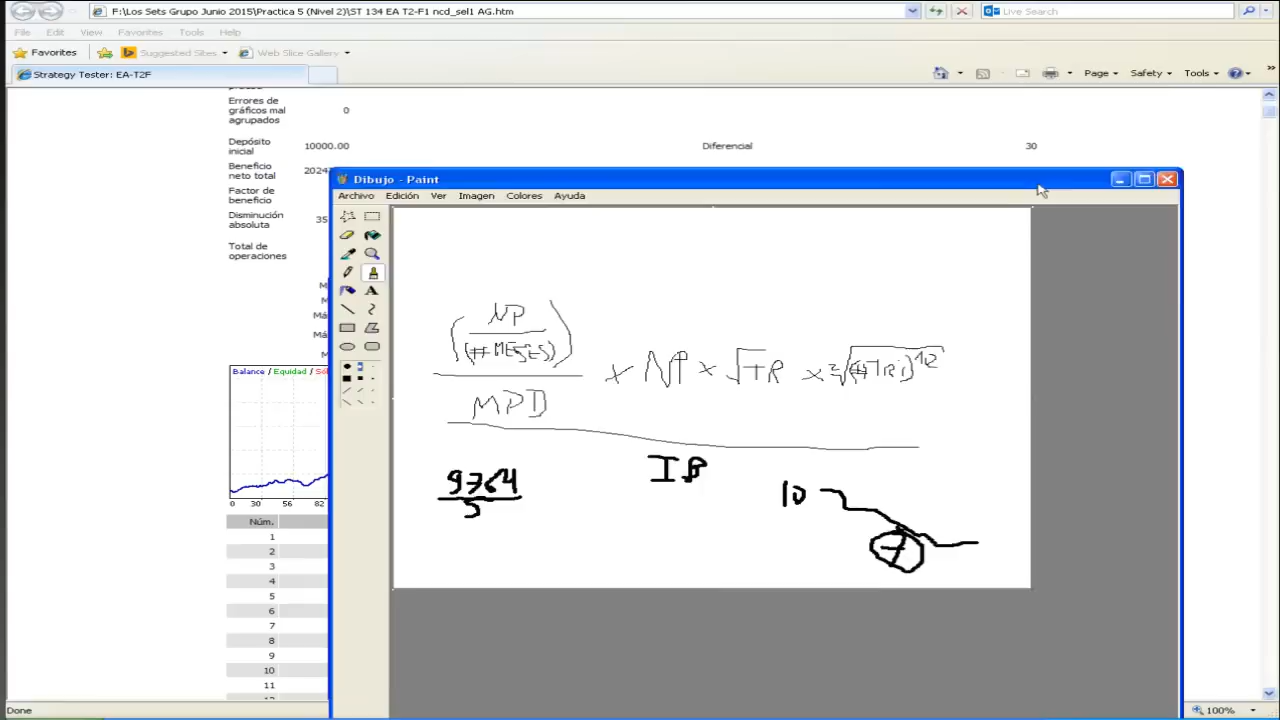 F:\Los Sets Grupo Junio 2015\Practica 5 (Nivel 2)\ST 134 EA T2-F1 ncd_sel1 AG.htm
Live Search
File Edit View Favorites Tools Help
Favorites Suggested Sites Web Slice Gallery
Strategy Tester: EA-T2F
Page Safety Tools
Errores de
gráficos mal 0
agrupados
Depósito
inicial 10000.00 Diferencial 30
Beneficio
neto total
Factor de
beneficio
Disminución
absoluta
Total de
operaciones
Balance / Equidad /
0 30 56 82
Núm.
1
2
3
4
5
6
7
8
9
10
11
Dibujo - Paint
Archivo Edición Ver Imagen Colores Ayuda
(NP
(#MESES))
MPD
x NP x √TR x
IB
9764
5
10
7
Done
100%